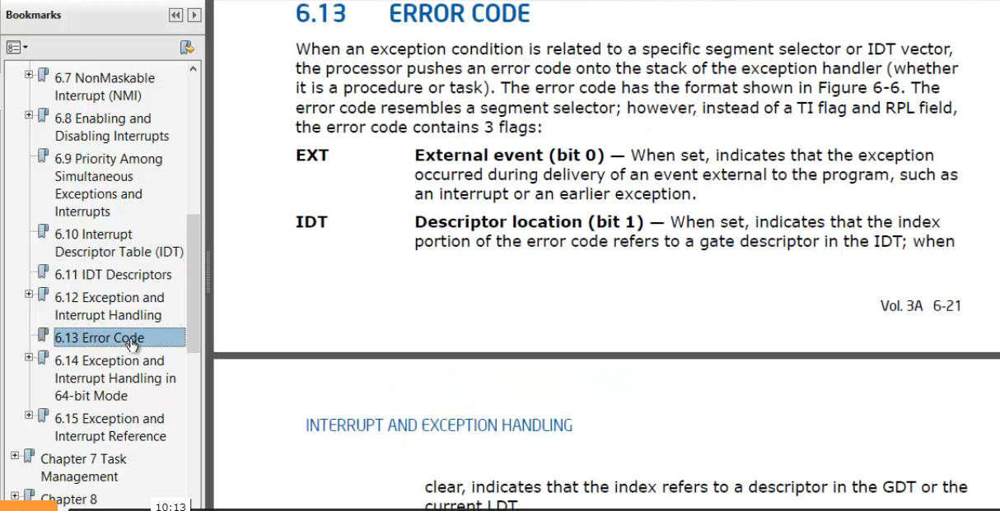 Bookmarks
6.7 NonMaskable
Interrupt (NMI)
6.8 Enabling and
Disabling Interrupts
6.9 Priority Among
Simultaneous
Exceptions and
Interrupts
6.10 Interrupt
Descriptor Table (IDT)
6.11 IDT Descriptors
6.12 Exception and
Interrupt Handling
6.13 Error Code
6.14 Exception and
Interrupt Handling in
64-bit Mode
6.15 Exception and
Interrupt Reference
Chapter 7 Task
Management
Chapter 8
10:13
6.13 ERROR CODE
When an exception condition is related to a specific segment selector or IDT vector,
the processor pushes an error code onto the stack of the exception handler (whether
it is a procedure or task). The error code has the format shown in Figure 6-6. The
error code resembles a segment selector; however, instead of a TI flag and RPL field,
the error code contains 3 flags:
EXT External event (bit 0) — When set, indicates that the exception
occurred during delivery of an event external to the program, such as
an interrupt or an earlier exception.
IDT Descriptor location (bit 1) — When set, indicates that the index
portion of the error code refers to a gate descriptor in the IDT; when
Vol. 3A 6-21
INTERRUPT AND EXCEPTION HANDLING
clear, indicates that the index refers to a descriptor in the GDT or the
current LDT.